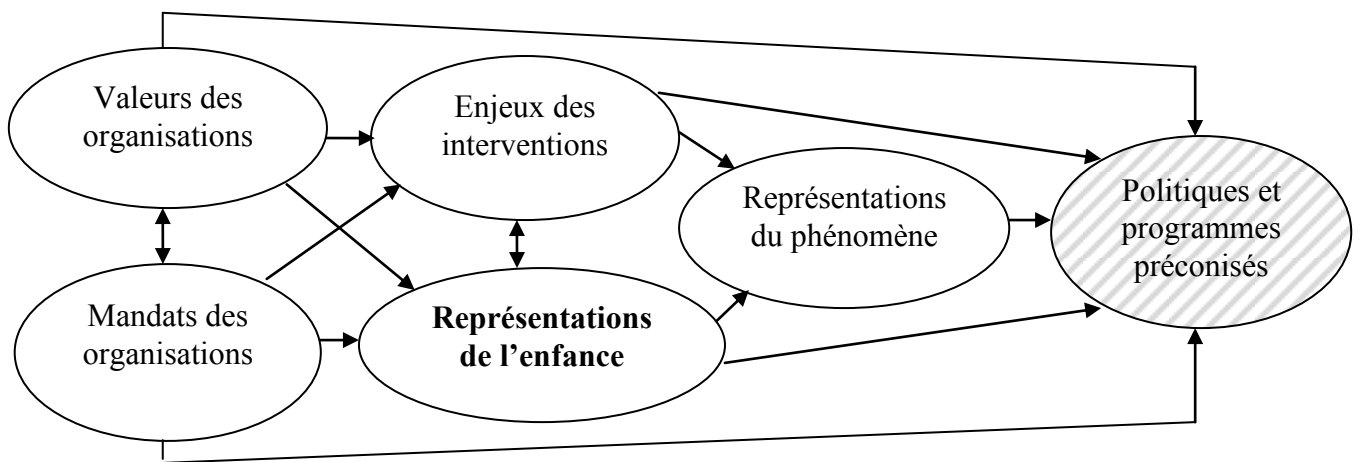 Valeurs des
organisations
Enjeux des
interventions
Représentations
du phénomène
Politiques et
programmes
préconisés
Mandats des
organisations
Représentations
de l’enfance